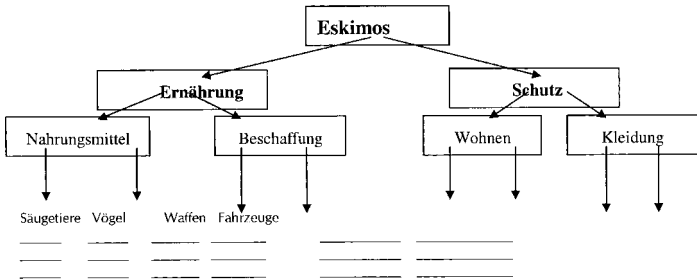 Eskimos
Ernährung Schutz
Nahrungsmittel Beschaffung Wohnen Kleidung
Säugetiere Vögel Waffen Fahrzeuge